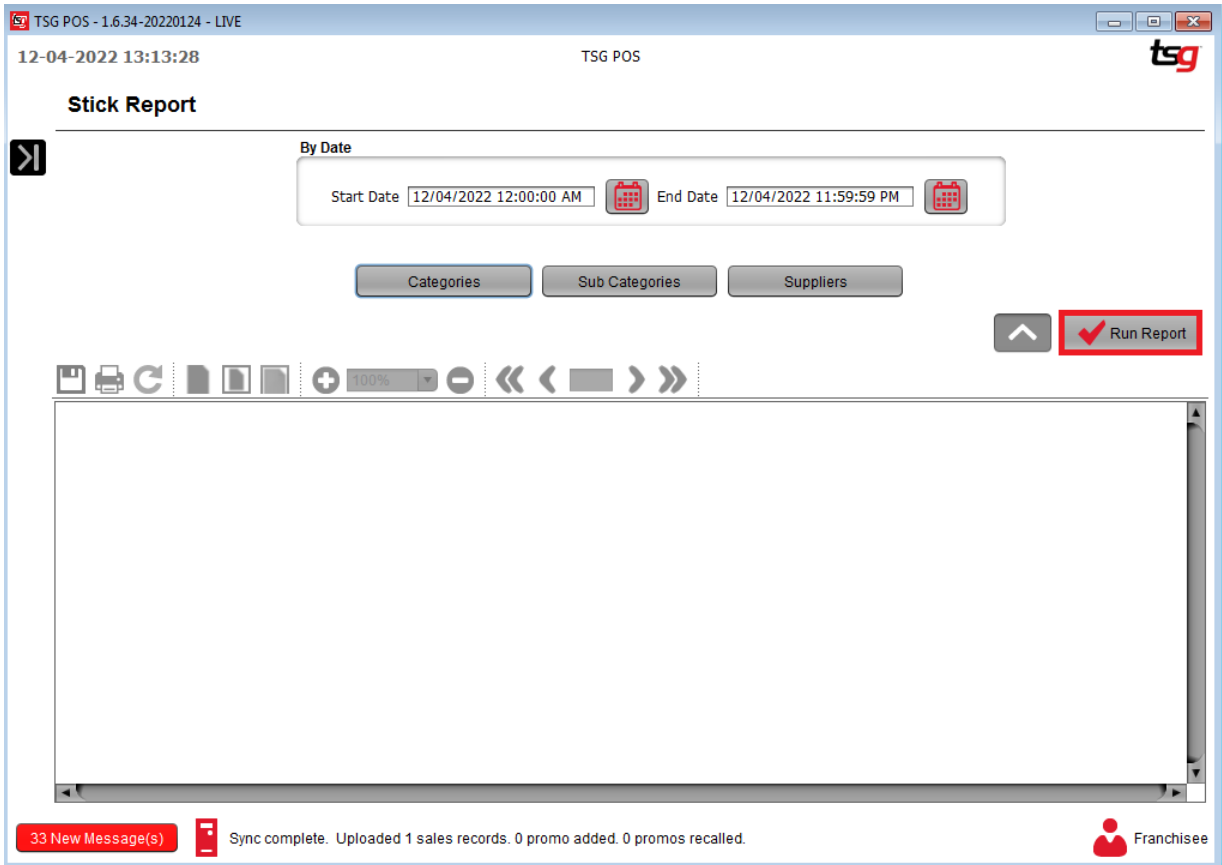 TSG POS - 1.6.34-20220124 - LIVE
12-04-2022 13:13:28
TSG POS
tsg
Stick Report
By Date
Start Date 12/04/2022 12:00:00 AM End Date 12/04/2022 11:59:59 PM
Categories Sub Categories Suppliers
Run Report
100%
33 New Message(s) Sync complete. Uploaded 1 sales records. 0 promo added. 0 promos recalled. Franchisee